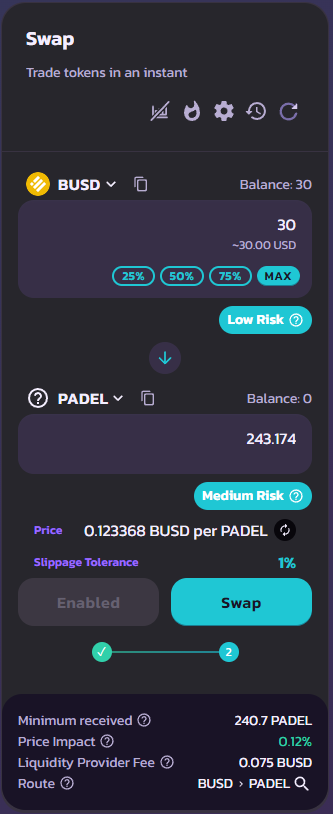 Swap
Trade tokens in an instant
BUSD Balance: 30
30
~30.00 USD
25% 50% 75% MAX
Low Risk
PADEL Balance: 0
243.174
Medium Risk
Price 0.123368 BUSD per PADEL
Slippage Tolerance 1%
Enabled Swap
2
Minimum received 240.7 PADEL
Price Impact 0.12%
Liquidity Provider Fee 0.075 BUSD
Route BUSD > PADEL